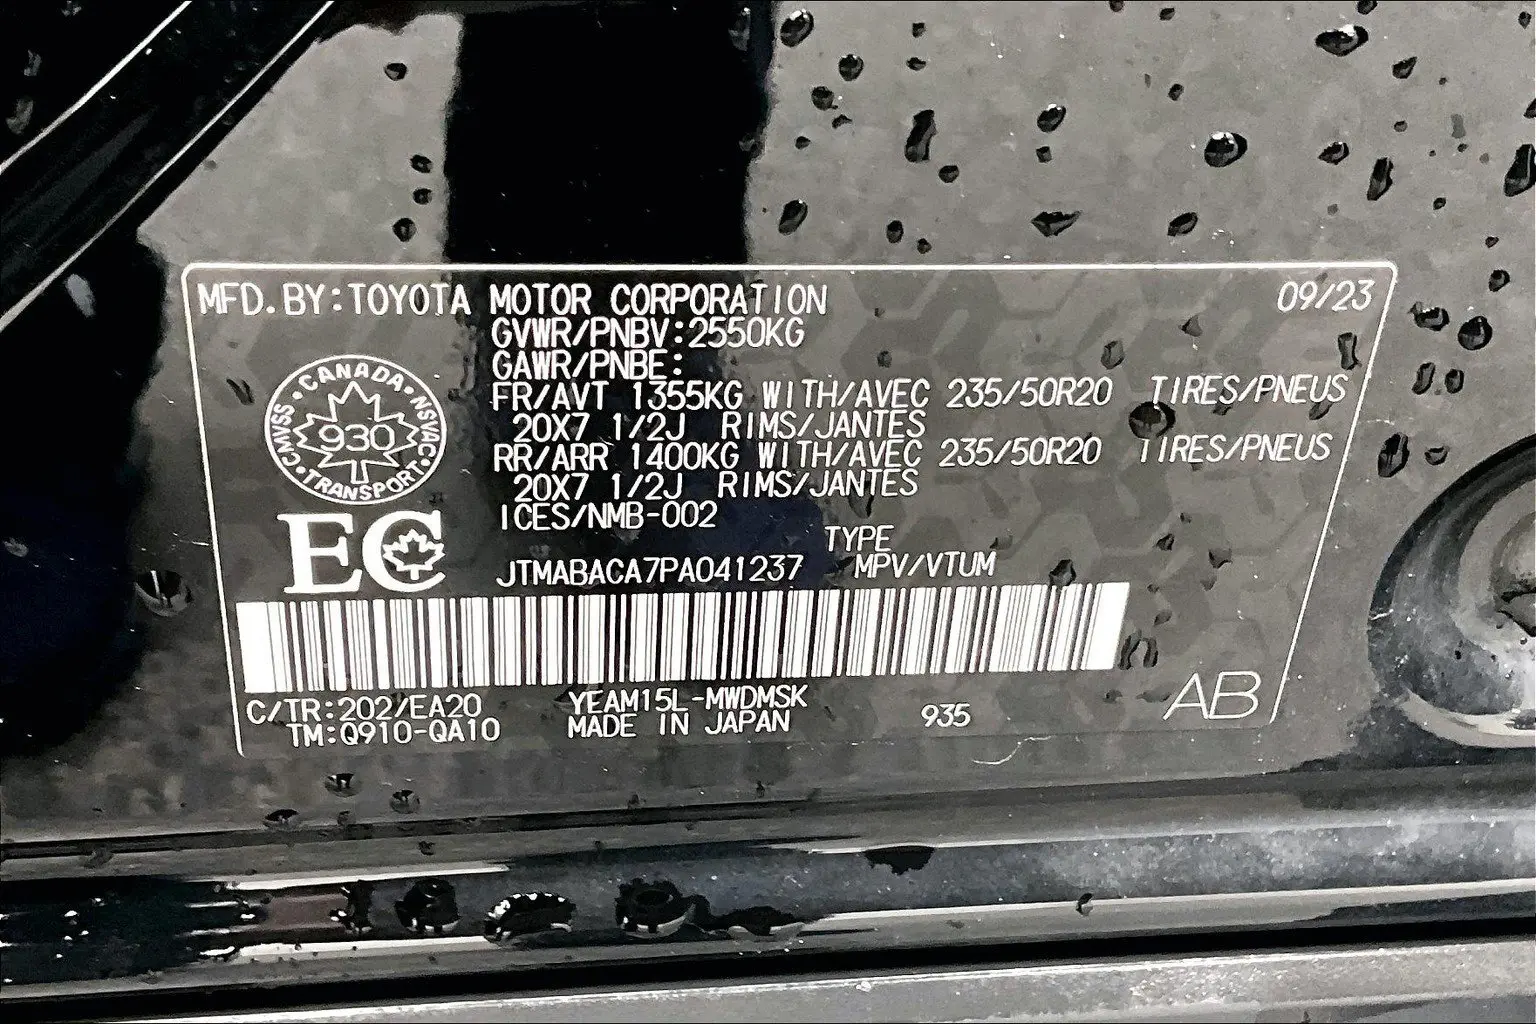 MFD.BY:TOYOTA MOTOR CORPORATION 09/23
GVWR/PNBV:2550KG
GAWR/PNBE:
FR/AVT 1355KG WITH/AVEC 235/50R20 TIRES/PNEUS
20X7 1/2J RIMS/JANTES
RR/ARR 1400KG WITH/AVEC 235/50R20 TIRES/PNEUS
20X7 1/2J RIMS/JANTES
ICES/NMB-002
CANADA · NSVAC · TRANSPORT · CMVSS ·
930
EC
TYPE
JTMABACA7PA041237 MPV/VTUM
C/TR:202/EA20 YEAM15L-MWDMSK
TM:Q910-QA10 MADE IN JAPAN 935
AB